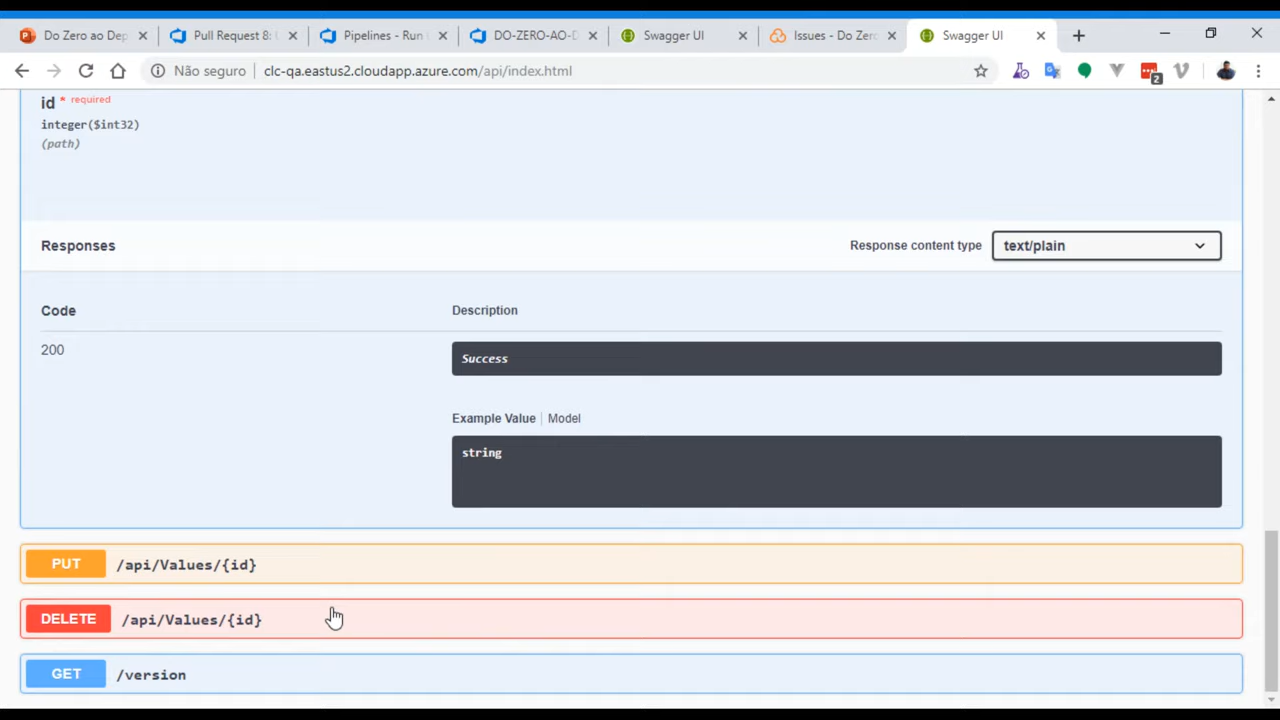 Do Zero ao Dep
Pull Request 8:
Pipelines - Run
DO-ZERO-AO-D
Swagger UI
Issues - Do Zero
Swagger UI
Não seguro
clc-qa.eastus2.cloudapp.azure.com/api/index.html
2
id * required
integer($int32)
(path)
Responses
Response content type
text/plain
Code
Description
200
Success
Example Value
Model
string
PUT /api/Values/{id}
DELETE /api/Values/{id}
GET /version